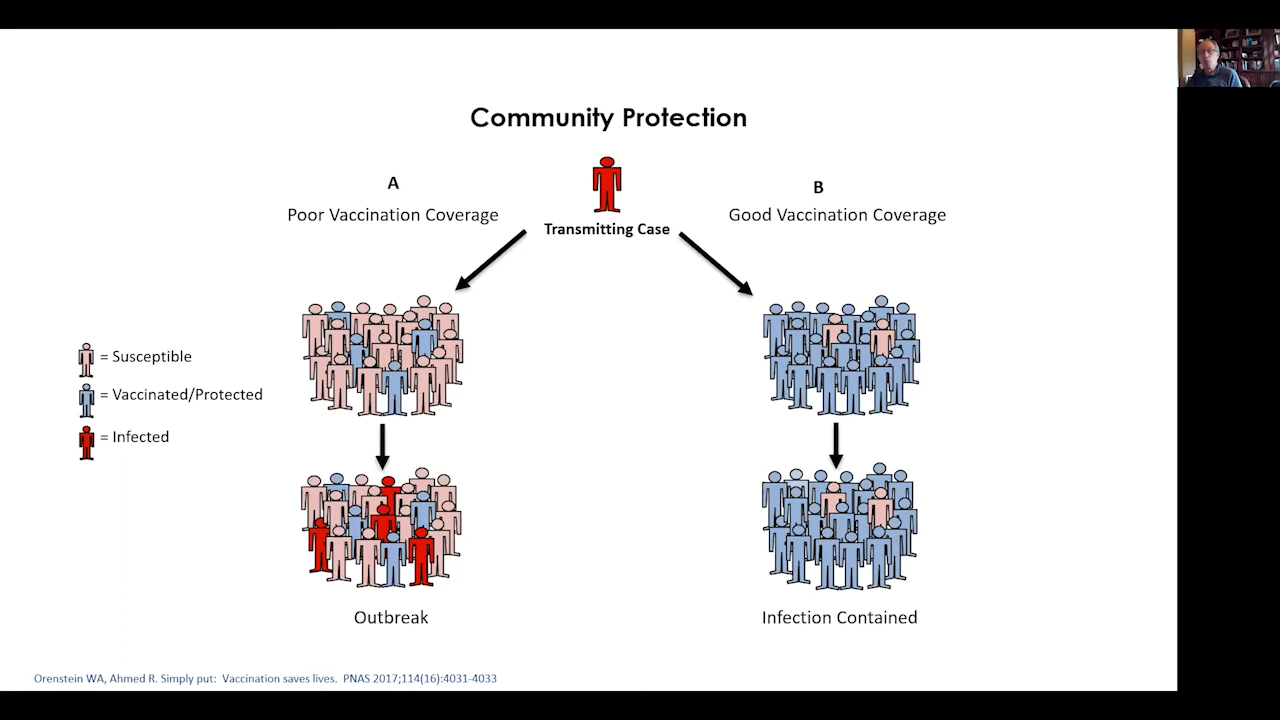 Community Protection
A
Poor Vaccination Coverage
B
Good Vaccination Coverage
Transmitting Case
= Susceptible
= Vaccinated/Protected
= Infected
Outbreak
Infection Contained
Orenstein WA, Ahmed R. Simply put:  Vaccination saves lives.  PNAS 2017;114(16):4031-4033